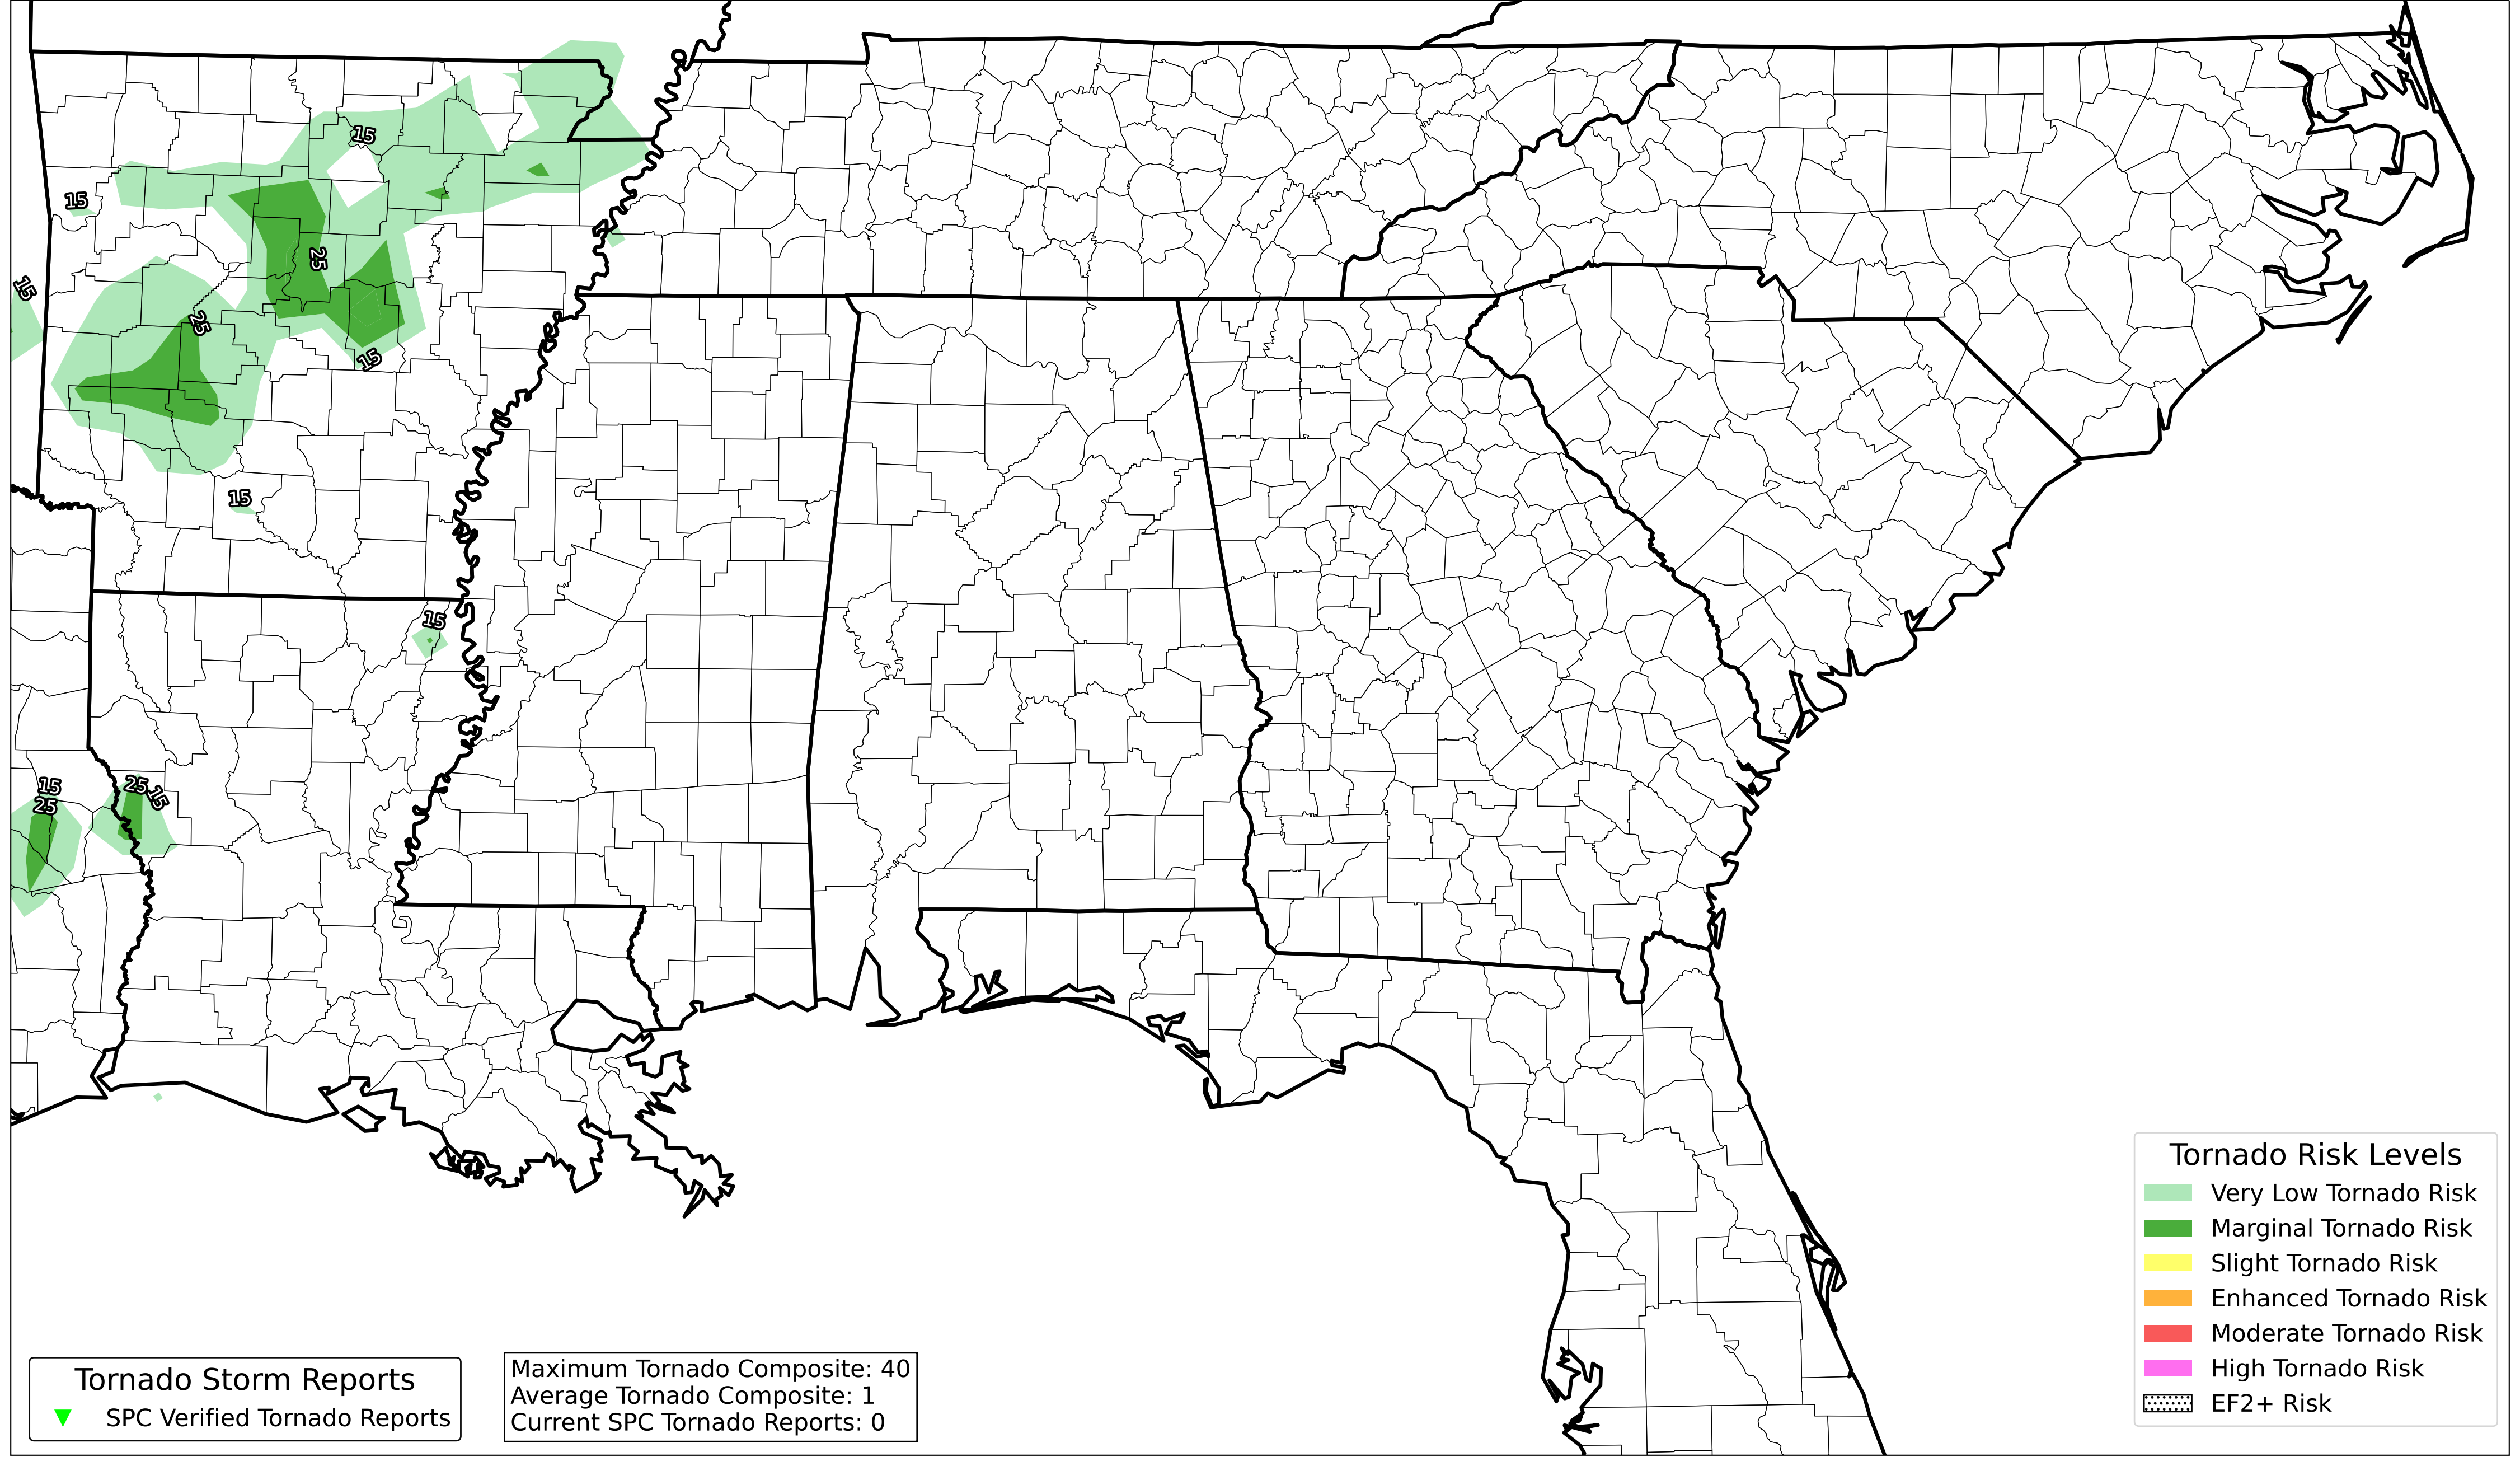 15
15
15
25
25
15
15
15
15
25
25
15
Tornado Risk Levels
Very Low Tornado Risk
Marginal Tornado Risk
Slight Tornado Risk
Enhanced Tornado Risk
Moderate Tornado Risk
High Tornado Risk
EF2+ Risk
Tornado Storm Reports
SPC Verified Tornado Reports
Maximum Tornado Composite: 40
Average Tornado Composite: 1
Current SPC Tornado Reports: 0